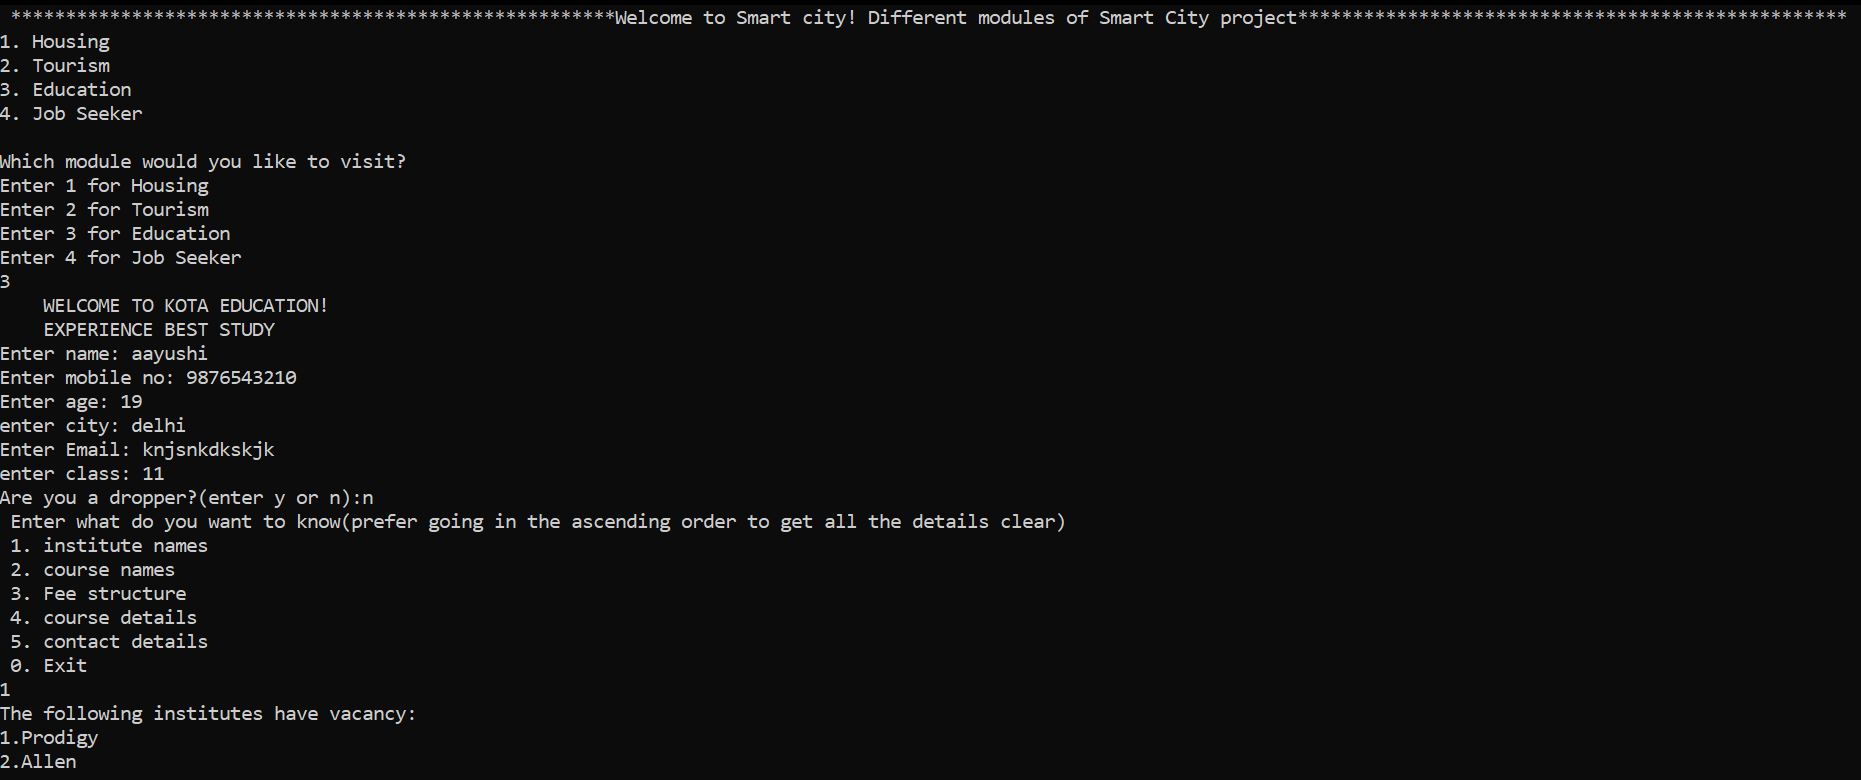 *******************************************************Welcome to Smart city! Different modules of Smart City project**************************************************
1. Housing
2. Tourism
3. Education
4. Job Seeker
Which module would you like to visit?
Enter 1 for Housing
Enter 2 for Tourism
Enter 3 for Education
Enter 4 for Job Seeker
3
WELCOME TO KOTA EDUCATION!
EXPERIENCE BEST STUDY
Enter name: aayushi
Enter mobile no: 9876543210
Enter age: 19
enter city: delhi
Enter Email: knjsnkdkskjk
enter class: 11
Are you a dropper?(enter y or n):n
Enter what do you want to know(prefer going in the ascending order to get all the details clear)
1. institute names
2. course names
3. Fee structure
4. course details
5. contact details
0. Exit
1
The following institutes have vacancy:
1.Prodigy
2.Allen